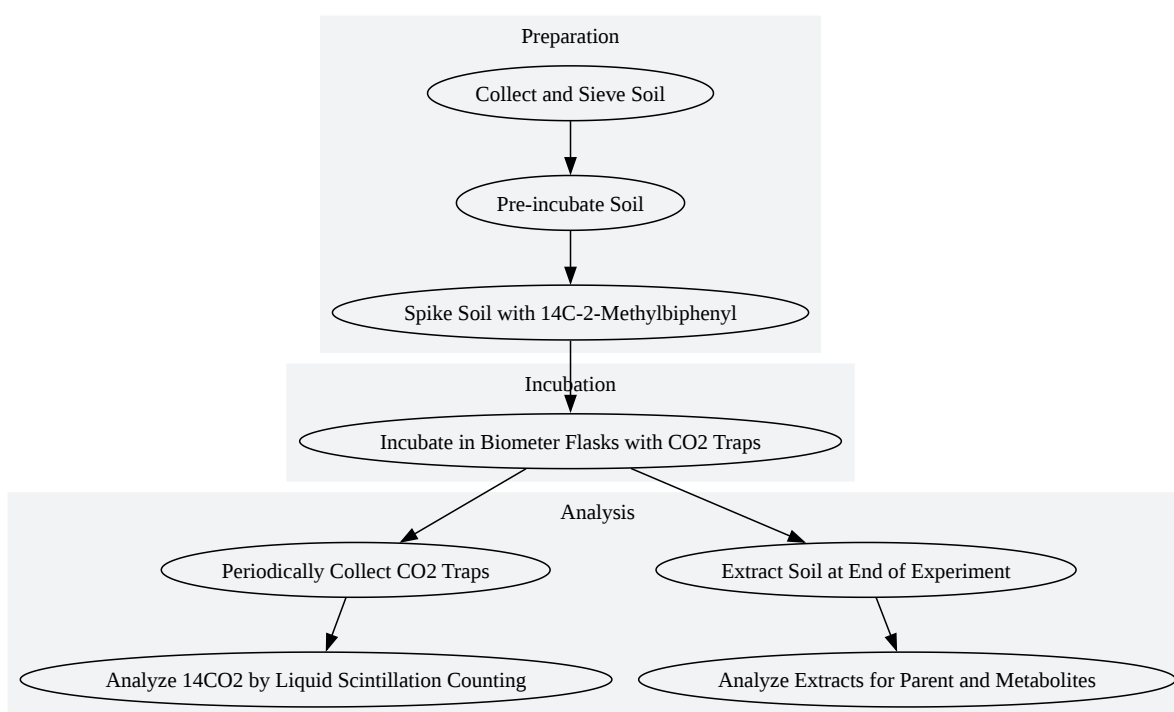 Preparation
Collect and Sieve Soil
Pre-incubate Soil
Spike Soil with 14C-2-Methylbiphenyl
Incubation
Incubate in Biometer Flasks with CO2 Traps
Analysis
Periodically Collect CO2 Traps
Extract Soil at End of Experiment
Analyze 14CO2 by Liquid Scintillation Counting
Analyze Extracts for Parent and Metabolites